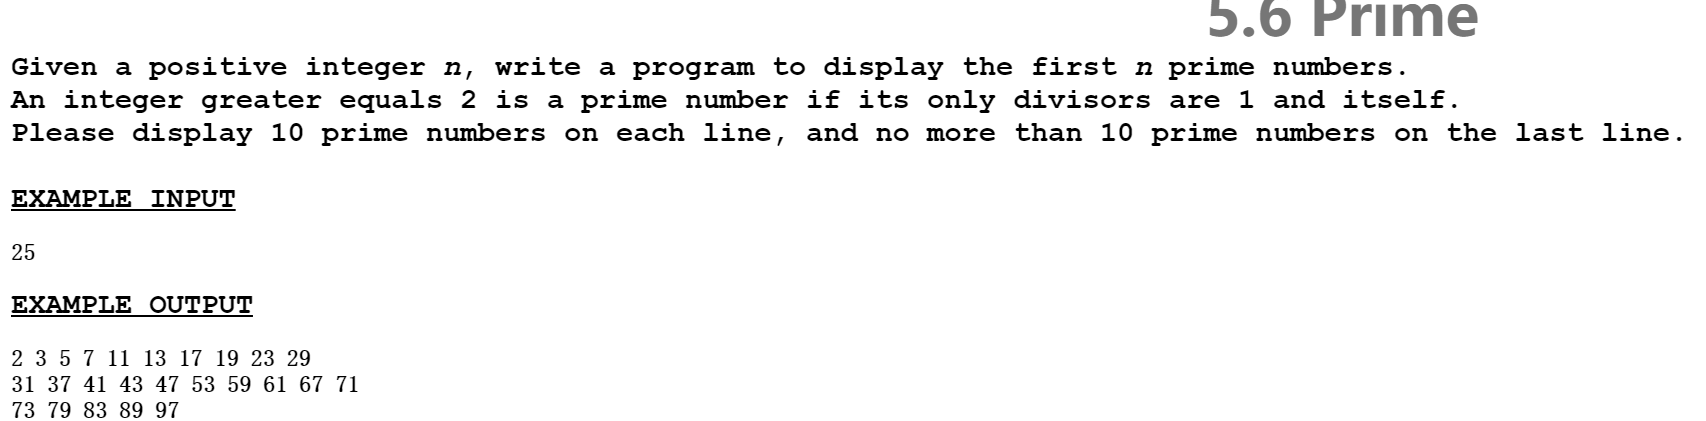 5.6 Prime
Given a positive integer n, write a program to display the first n prime numbers.
An integer greater equals 2 is a prime number if its only divisors are 1 and itself.
Please display 10 prime numbers on each line, and no more than 10 prime numbers on the last line.
EXAMPLE INPUT
25
EXAMPLE OUTPUT
2 3 5 7 11 13 17 19 23 29
31 37 41 43 47 53 59 61 67 71
73 79 83 89 97